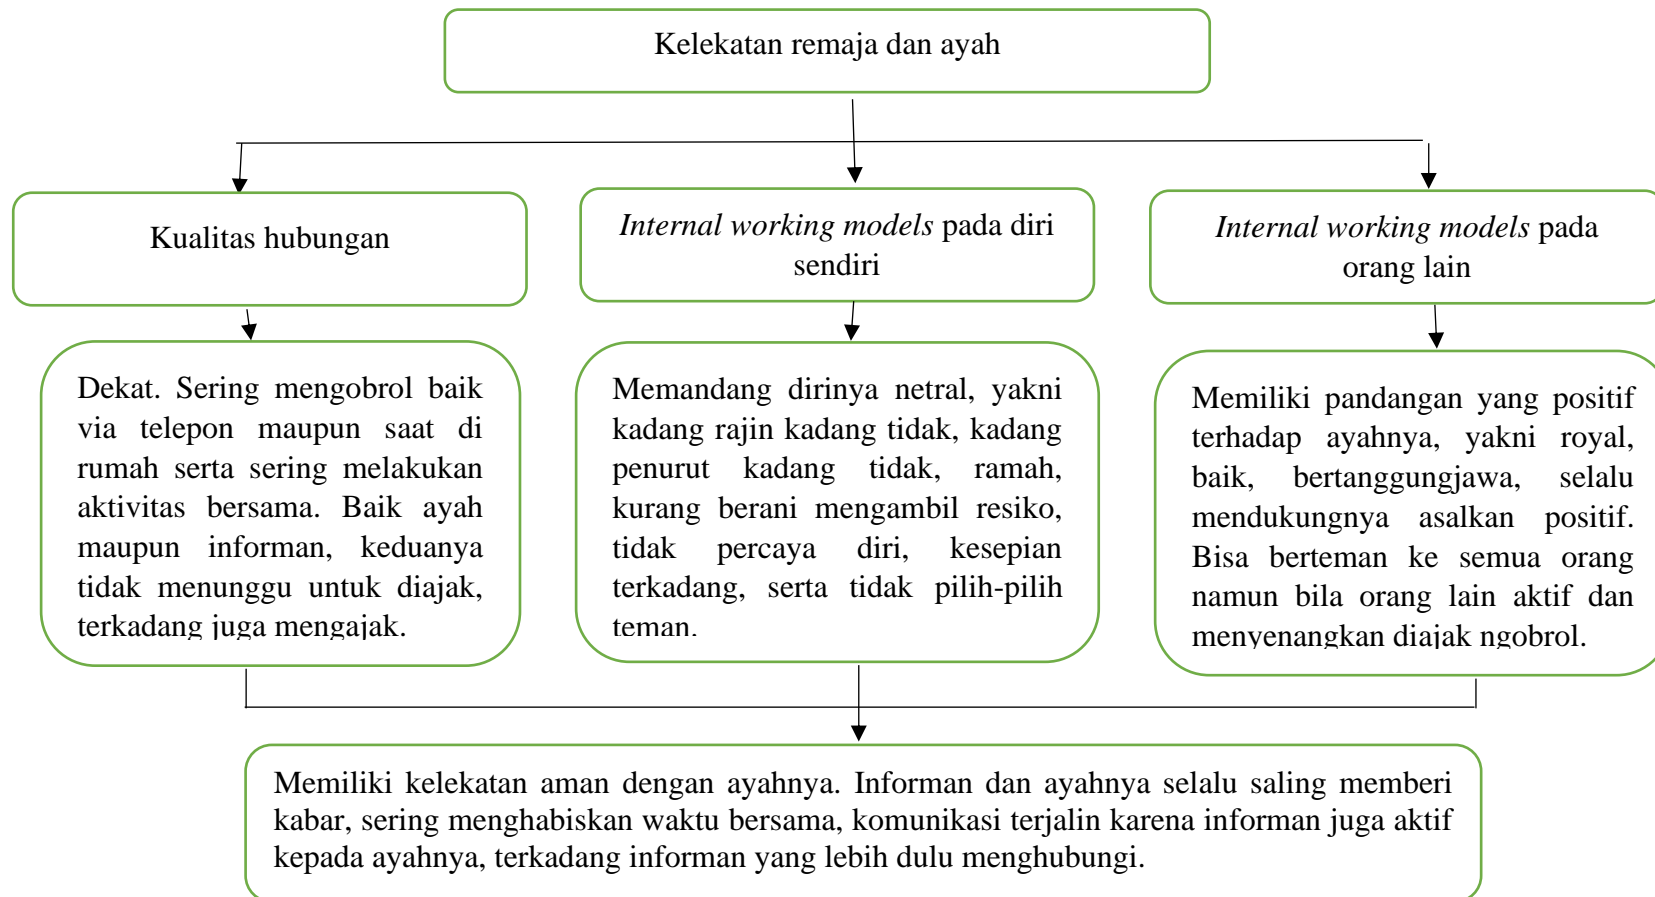 Kelekatan remaja dan ayah
Kualitas hubungan
Internal working models pada diri
sendiri
Internal working models pada
orang lain
Dekat. Sering mengobrol baik
via telepon maupun saat di
rumah serta sering melakukan
aktivitas bersama. Baik ayah
maupun informan, keduanya
tidak menunggu untuk diajak,
terkadang juga mengajak.
Memandang dirinya netral, yakni
kadang rajin kadang tidak, kadang
penurut kadang tidak, ramah,
kurang berani mengambil resiko,
tidak percaya diri, kesepian
terkadang, serta tidak pilih-pilih
teman.
Memiliki pandangan yang positif
terhadap ayahnya, yakni royal,
baik, bertanggungjawa, selalu
mendukungnya asalkan positif.
Bisa berteman ke semua orang
namun bila orang lain aktif dan
menyenangkan diajak ngobrol.
Memiliki kelekatan aman dengan ayahnya. Informan dan ayahnya selalu saling memberi
kabar, sering menghabiskan waktu bersama, komunikasi terjalin karena informan juga aktif
kepada ayahnya, terkadang informan yang lebih dulu menghubungi.